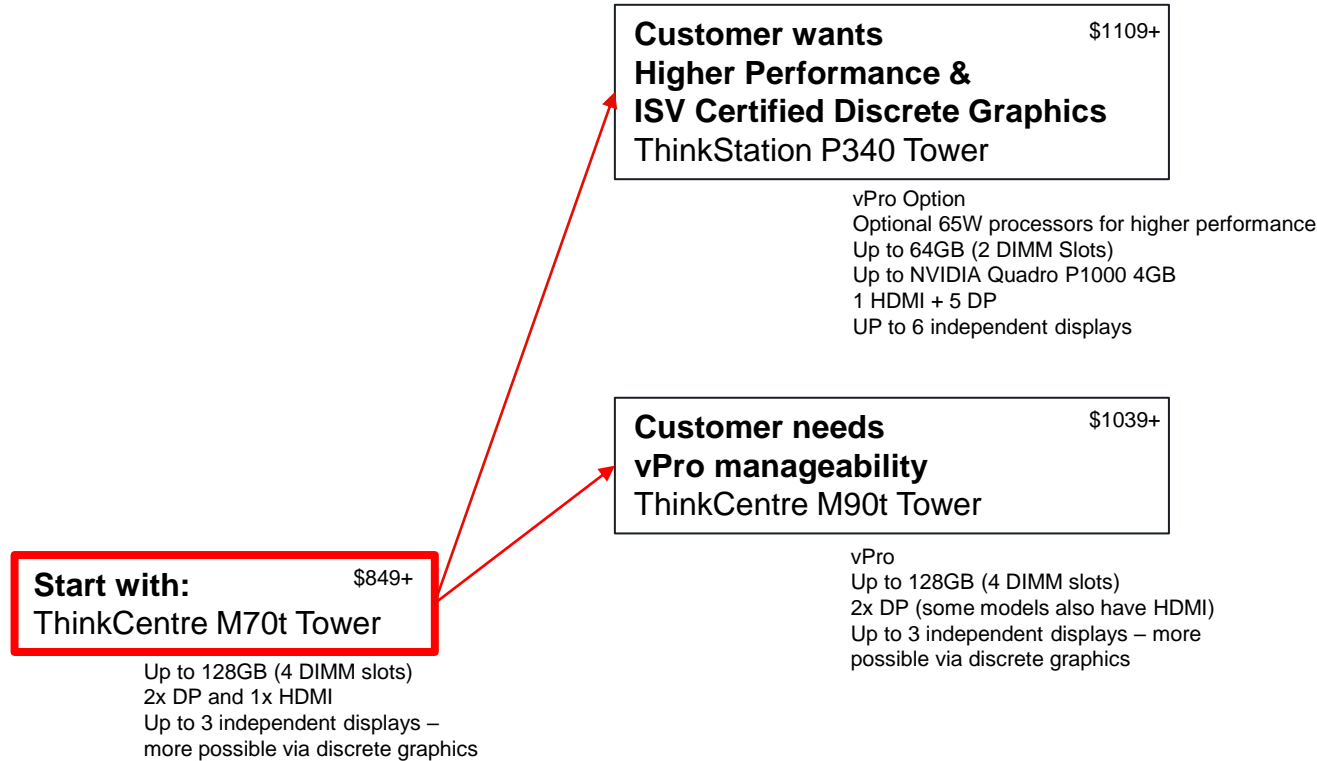 Customer wants $1109+
Higher Performance &
ISV Certified Discrete Graphics
ThinkStation P340 Tower
vPro Option
Optional 65W processors for higher performance
Up to 64GB (2 DIMM Slots)
Up to NVIDIA Quadro P1000 4GB
1 HDMI + 5 DP
UP to 6 independent displays
Customer needs $1039+
vPro manageability
ThinkCentre M90t Tower
vPro
Up to 128GB (4 DIMM slots)
2x DP (some models also have HDMI)
Up to 3 independent displays – more
possible via discrete graphics
Start with: $849+
ThinkCentre M70t Tower
Up to 128GB (4 DIMM slots)
2x DP and 1x HDMI
Up to 3 independent displays –
more possible via discrete graphics